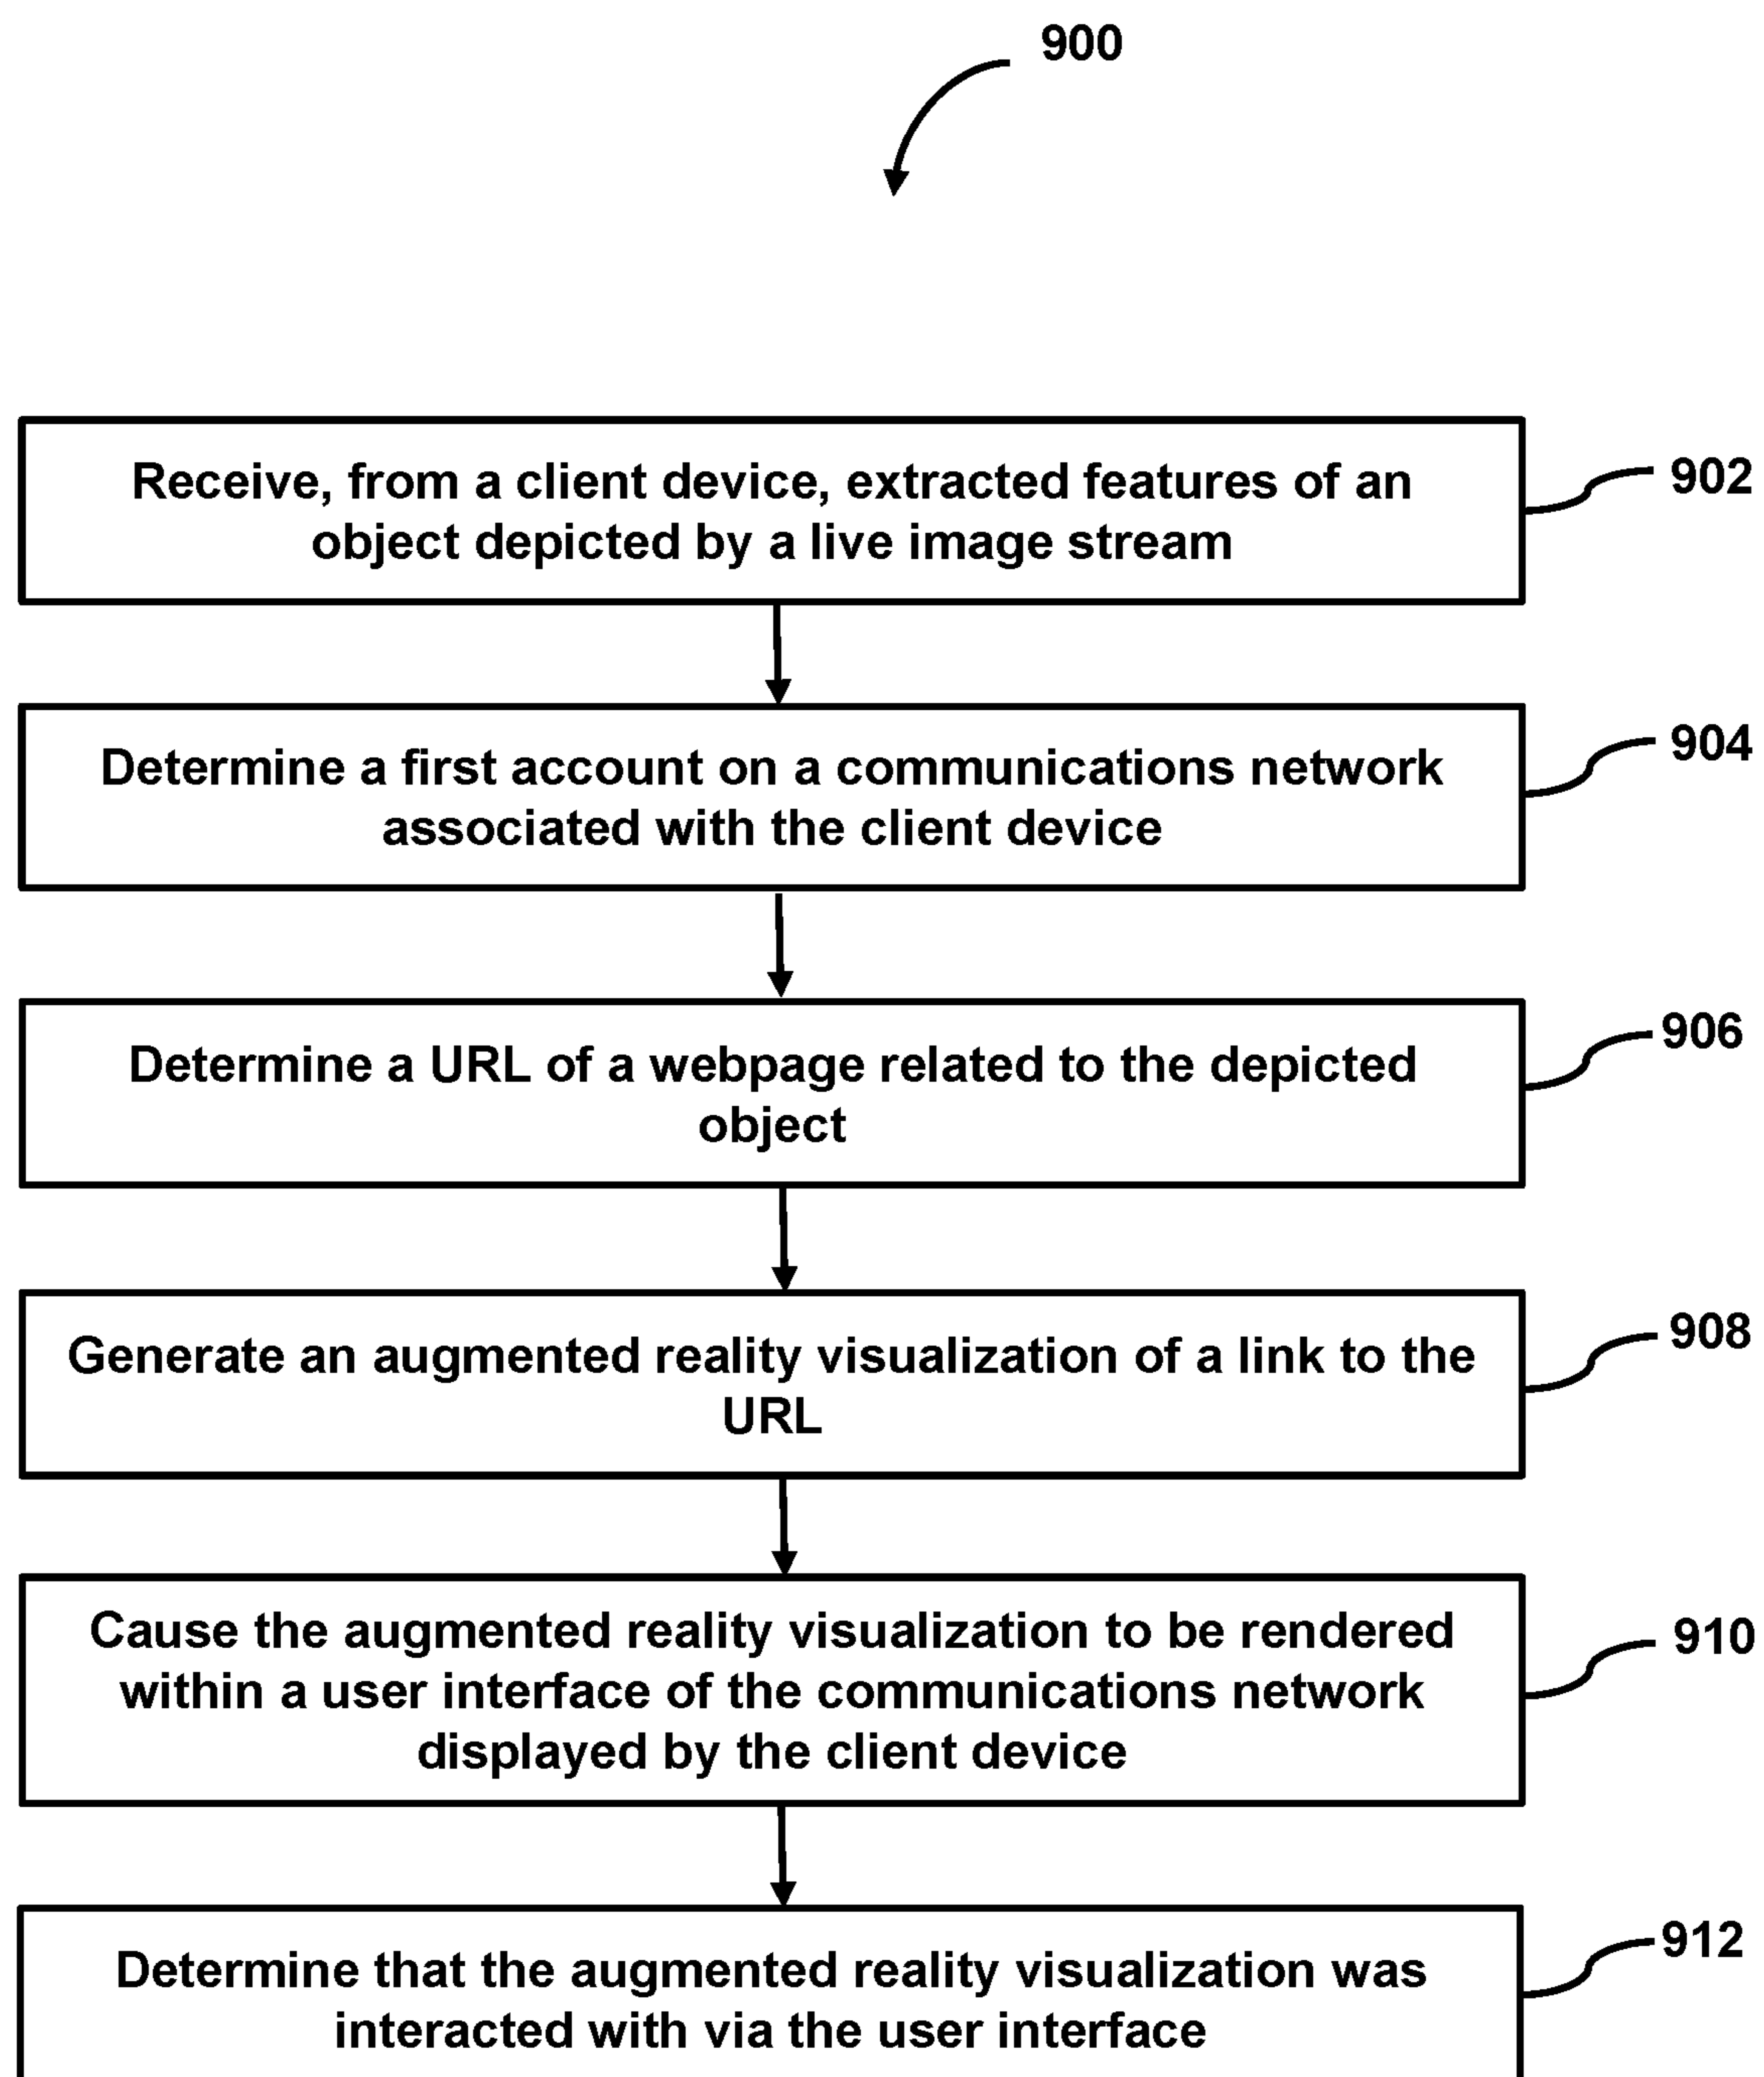 900
Receive, from a client device, extracted features of an
object depicted by a live image stream
902
Determine a first account on a communications network
associated with the client device
904
Determine a URL of a webpage related to the depicted
object
906
Generate an augmented reality visualization of a link to the
URL
908
Cause the augmented reality visualization to be rendered
within a user interface of the communications network
displayed by the client device
910
Determine that the augmented reality visualization was
interacted with via the user interface
912